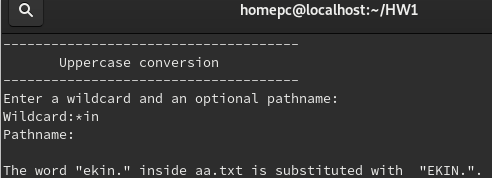 homepc@localhost:~/HW1
-------------------------------------
Uppercase conversion
-------------------------------------
Enter a wildcard and an optional pathname:
Wildcard:*in
Pathname:
The word "ekin." inside aa.txt is substituted with  "EKIN.".